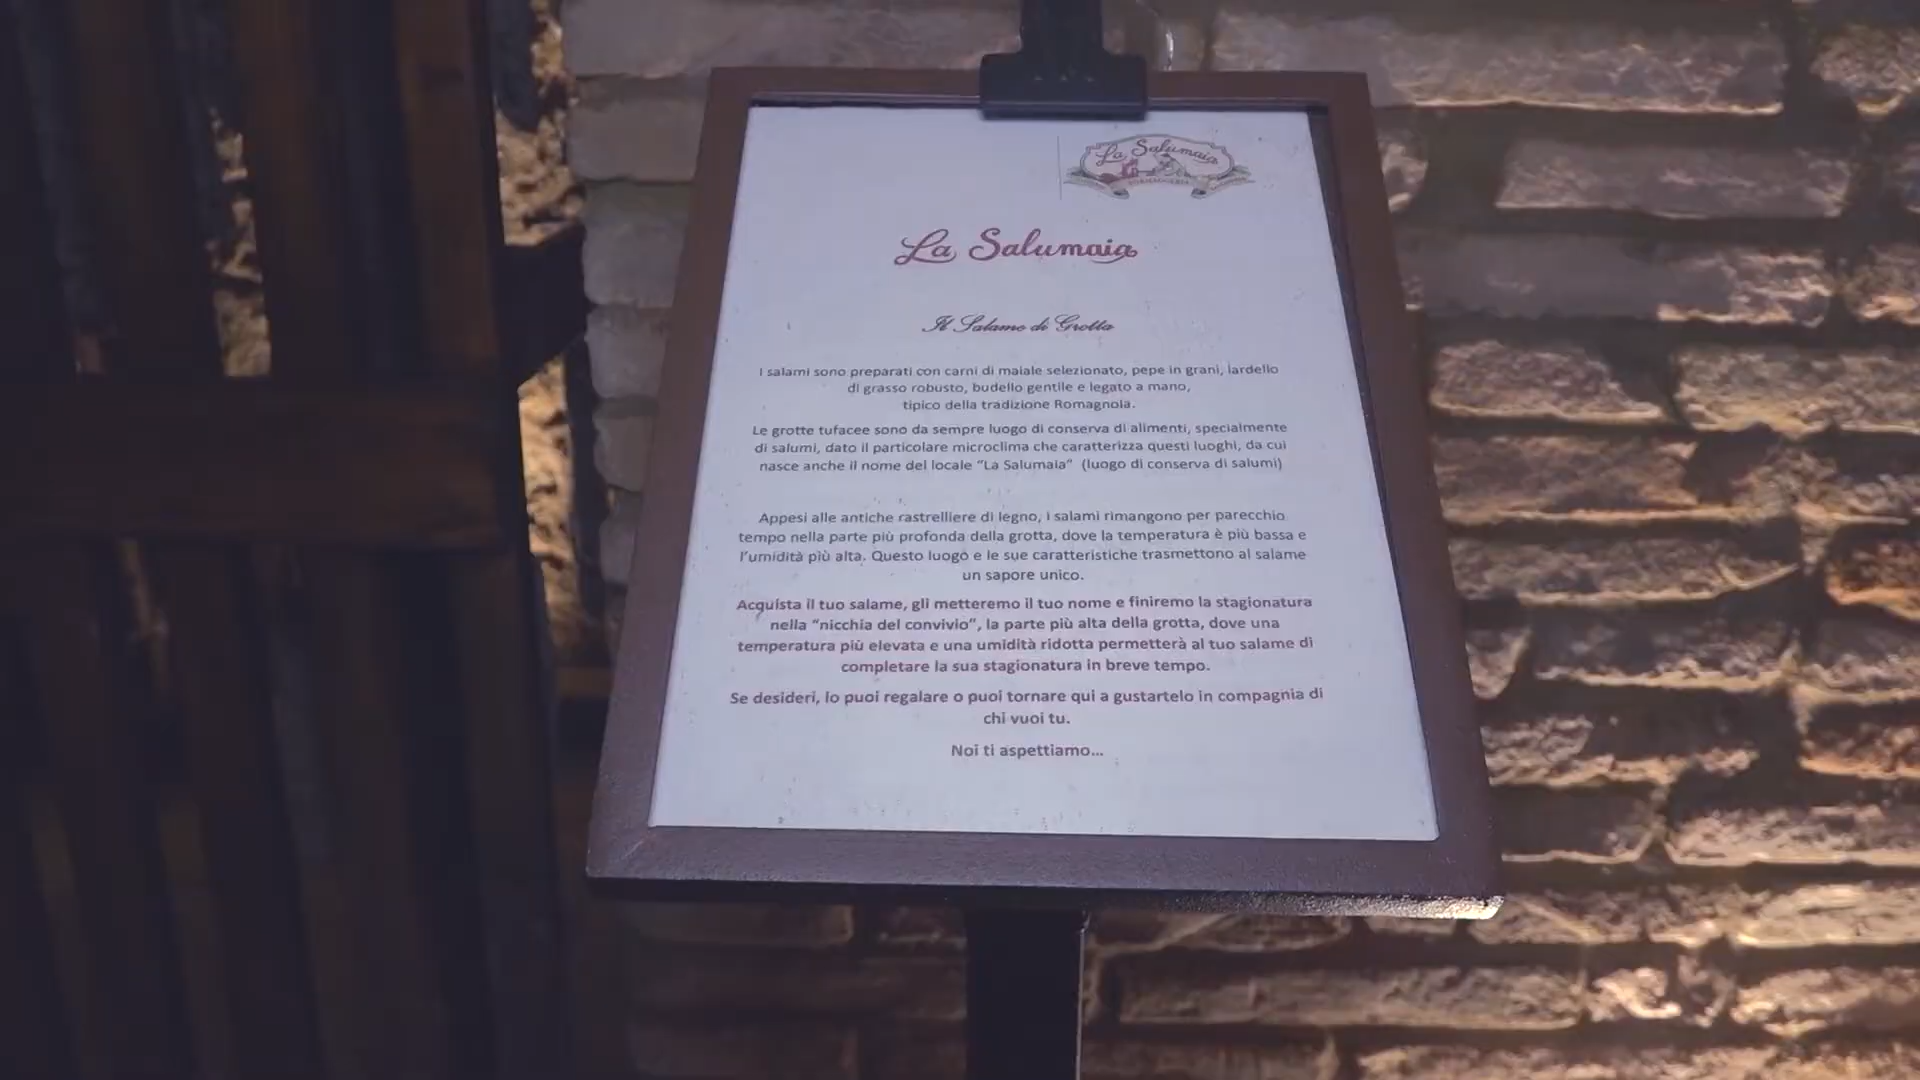 La Salumaia
FORMAGGERIA
La Salumaia
Il Salame di Grotta
I salami sono preparati con carni di maiale selezionato, pepe in grani, lardello
di grasso robusto, budello gentile e legato a mano,
tipico della tradizione Romagnola.
Le grotte tufacee sono da sempre luogo di conserva di alimenti, specialmente
di salumi, dato il particolare microclima che caratterizza questi luoghi, da cui
nasce anche il nome del locale “La Salumaia” (luogo di conserva di salumi)
Appesi alle antiche rastrelliere di legno, i salami rimangono per parecchio
tempo nella parte più profonda della grotta, dove la temperatura è più bassa e
l’umidità più alta. Questo luogo e le sue caratteristiche trasmettono al salame
un sapore unico.
Acquista il tuo salame, gli metteremo il tuo nome e finiremo la stagionatura
nella “nicchia del convivio”, la parte più alta della grotta, dove una
temperatura più elevata e una umidità ridotta permetterà al tuo salame di
completare la sua stagionatura in breve tempo.
Se desideri, lo puoi regalare o puoi tornare qui a gustartelo in compagnia di
chi vuoi tu.
Noi ti aspettiamo...